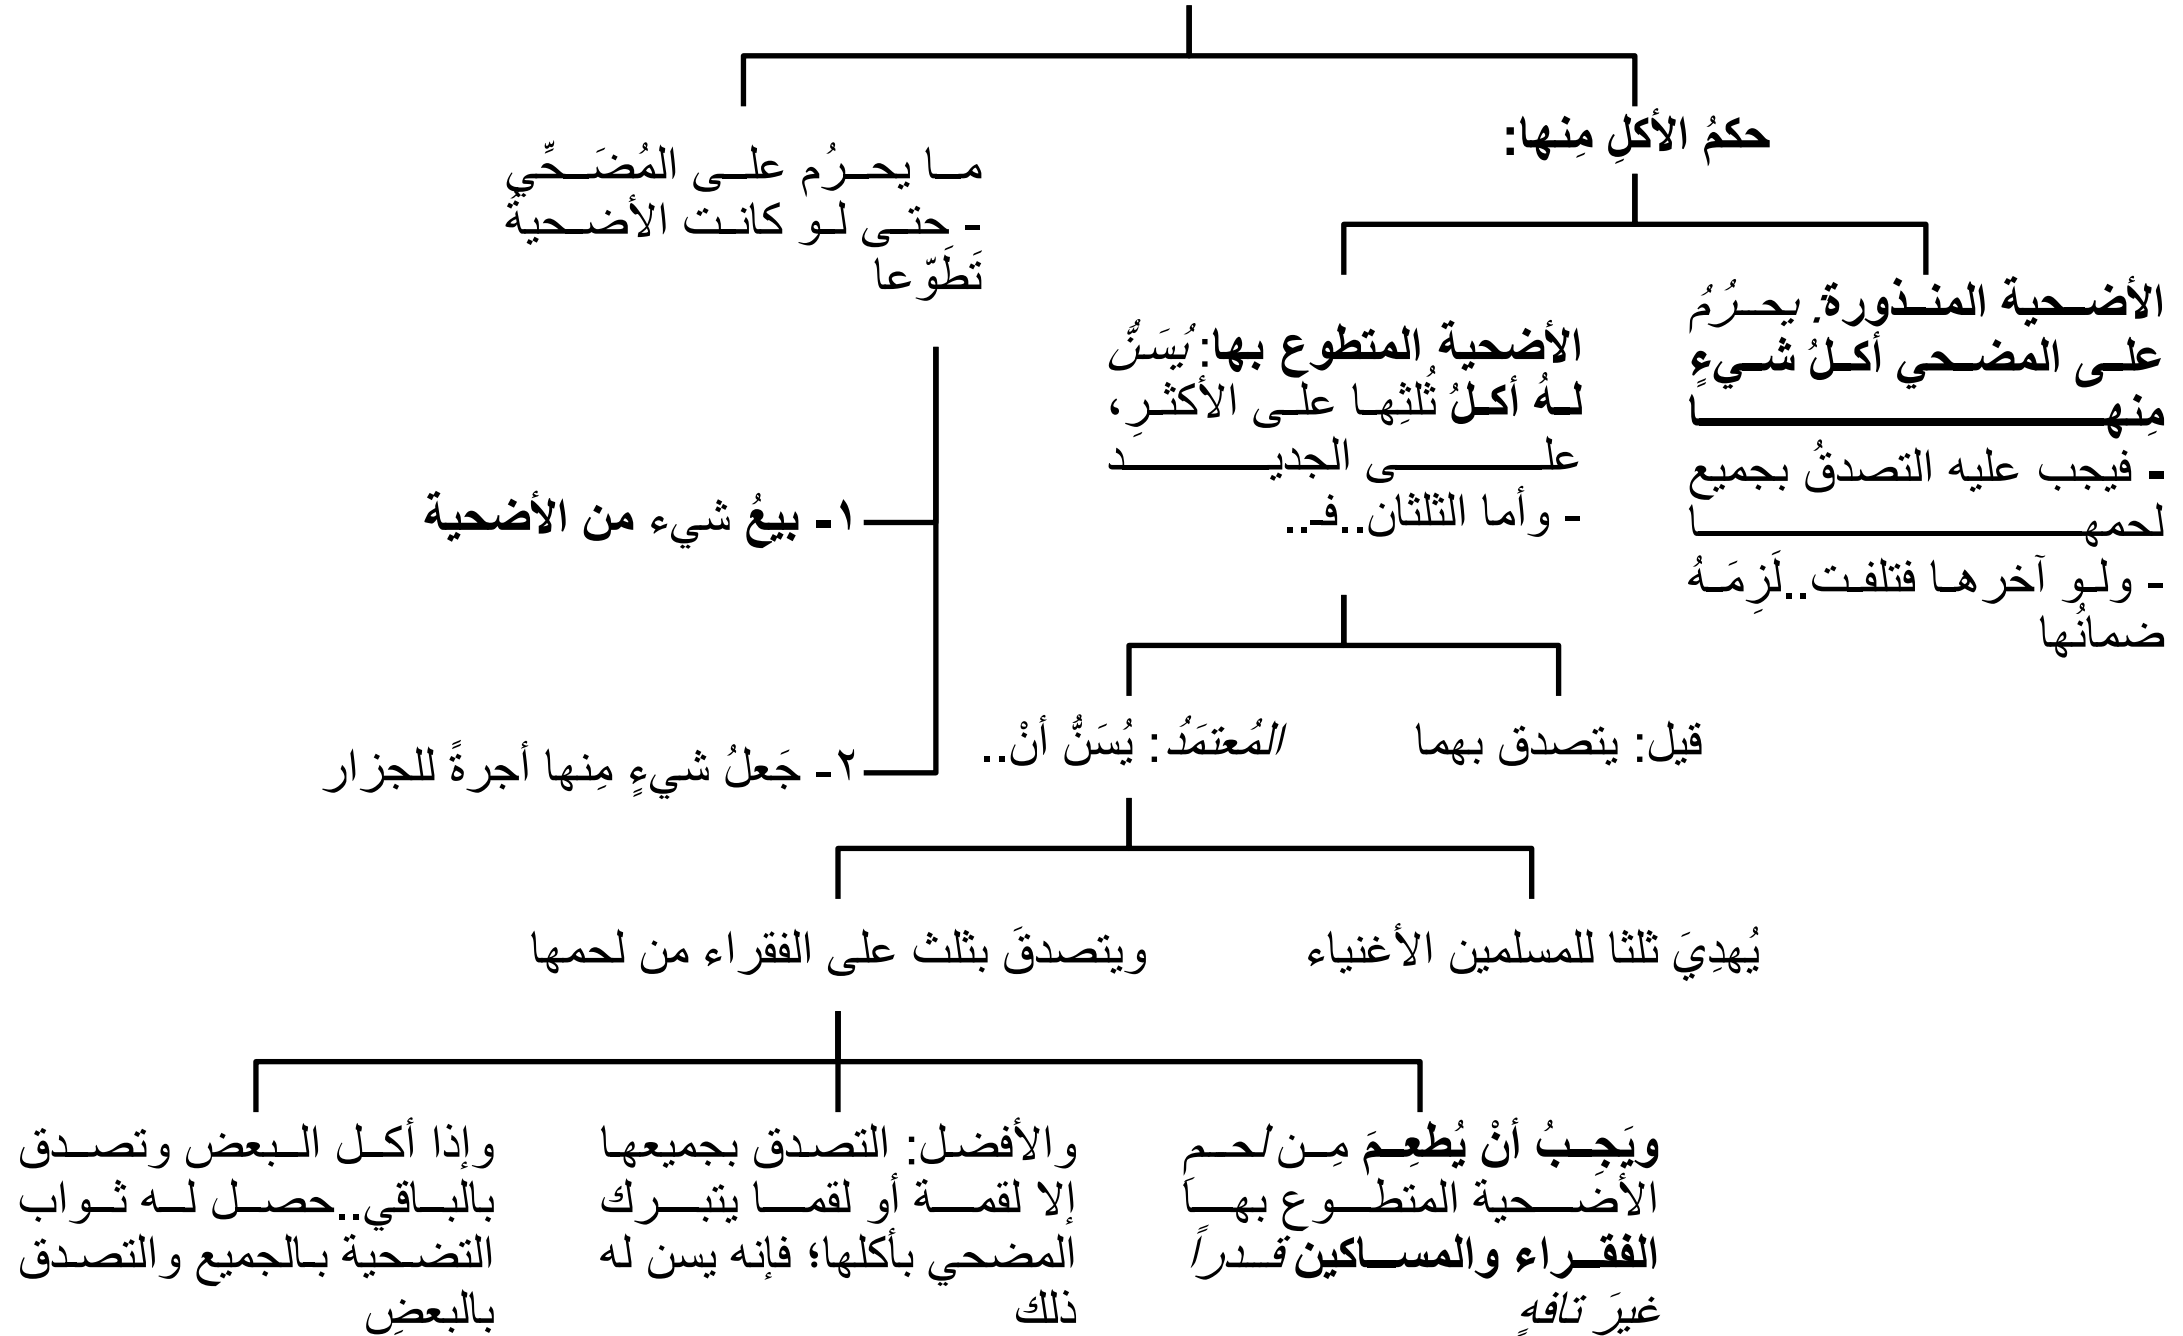 حكمُ الأكلِ مِنها:
الأضحية المنذورة: يحرُمُ
على المضحي أكلُ شيءٍ
مِنها
- فيجب عليه التصدقُ بجميع
لحمها
- ولو آخرها فتلفت..لَزِمَهُ
ضمانُها
الأضحية المتطوع بها: يُسَنُّ
لهُ أكلُ ثُلثِها على الأكثرِ،
على الجديد
- وأما الثلثان..فـ..
قيل: يتصدق بهما
المُعتمَدُ: يُسَنُّ أنْ..
يُهدِيَ ثلثا للمسلمين الأغنياء
ويتصدقَ بثلث على الفقراء من لحمها
ويَجِبُ أنْ يُطعِمَ مِن لحمِ
الأضحية المتطوع بها
الفقراء والمساكين قدراً
غيرَ تافهٍ
والأفضل: التصدق بجميعها
إلا لقمة أو لقما يتبرك
المضحي بأكلها؛ فإنه يسن له
ذلك
وإذا أكل البعض وتصدق
بالباقي..حصل له ثواب
التضحية بالجميع والتصدق
بالبعضِ
ما يحرُم على المُضَحِّي
- حتى لو كانت الأضحيةُ
تَطَوّعا
١- بيعُ شيء من الأضحية
٢- جَعلُ شيءٍ مِنها أجرةً للجزار